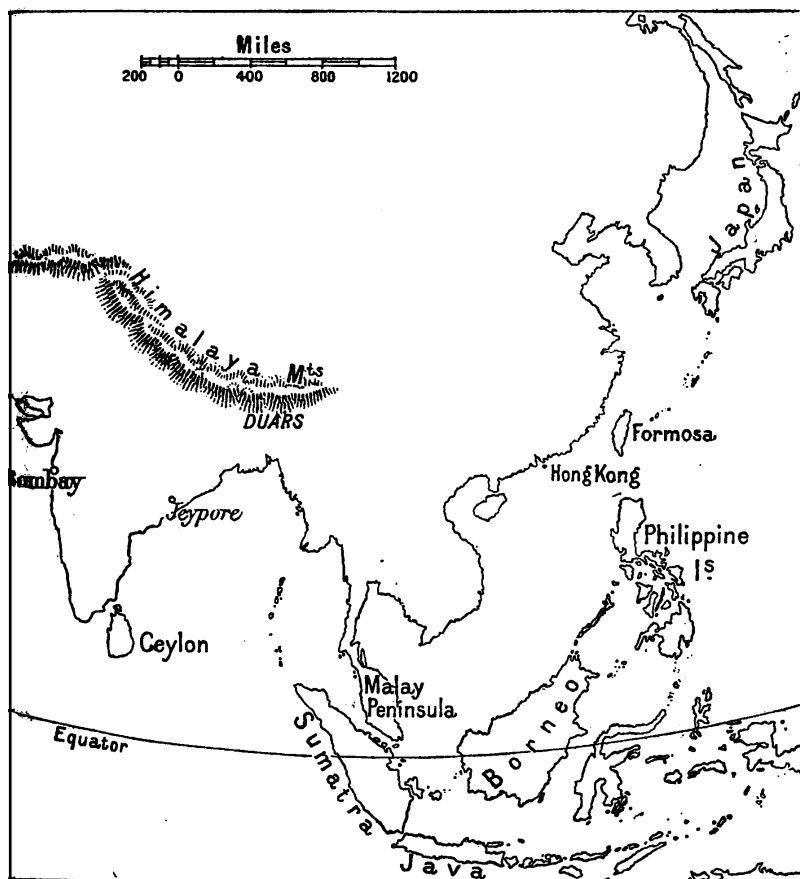 Miles
200 0 400 800 1200
Japan
Himalaya Mts
DUARS
Formosa
Bombay
Hong Kong
Jeypore
Philippine
Is.
Ceylon
Malay
Peninsula
Borneo
Equator
Sumatra
Java